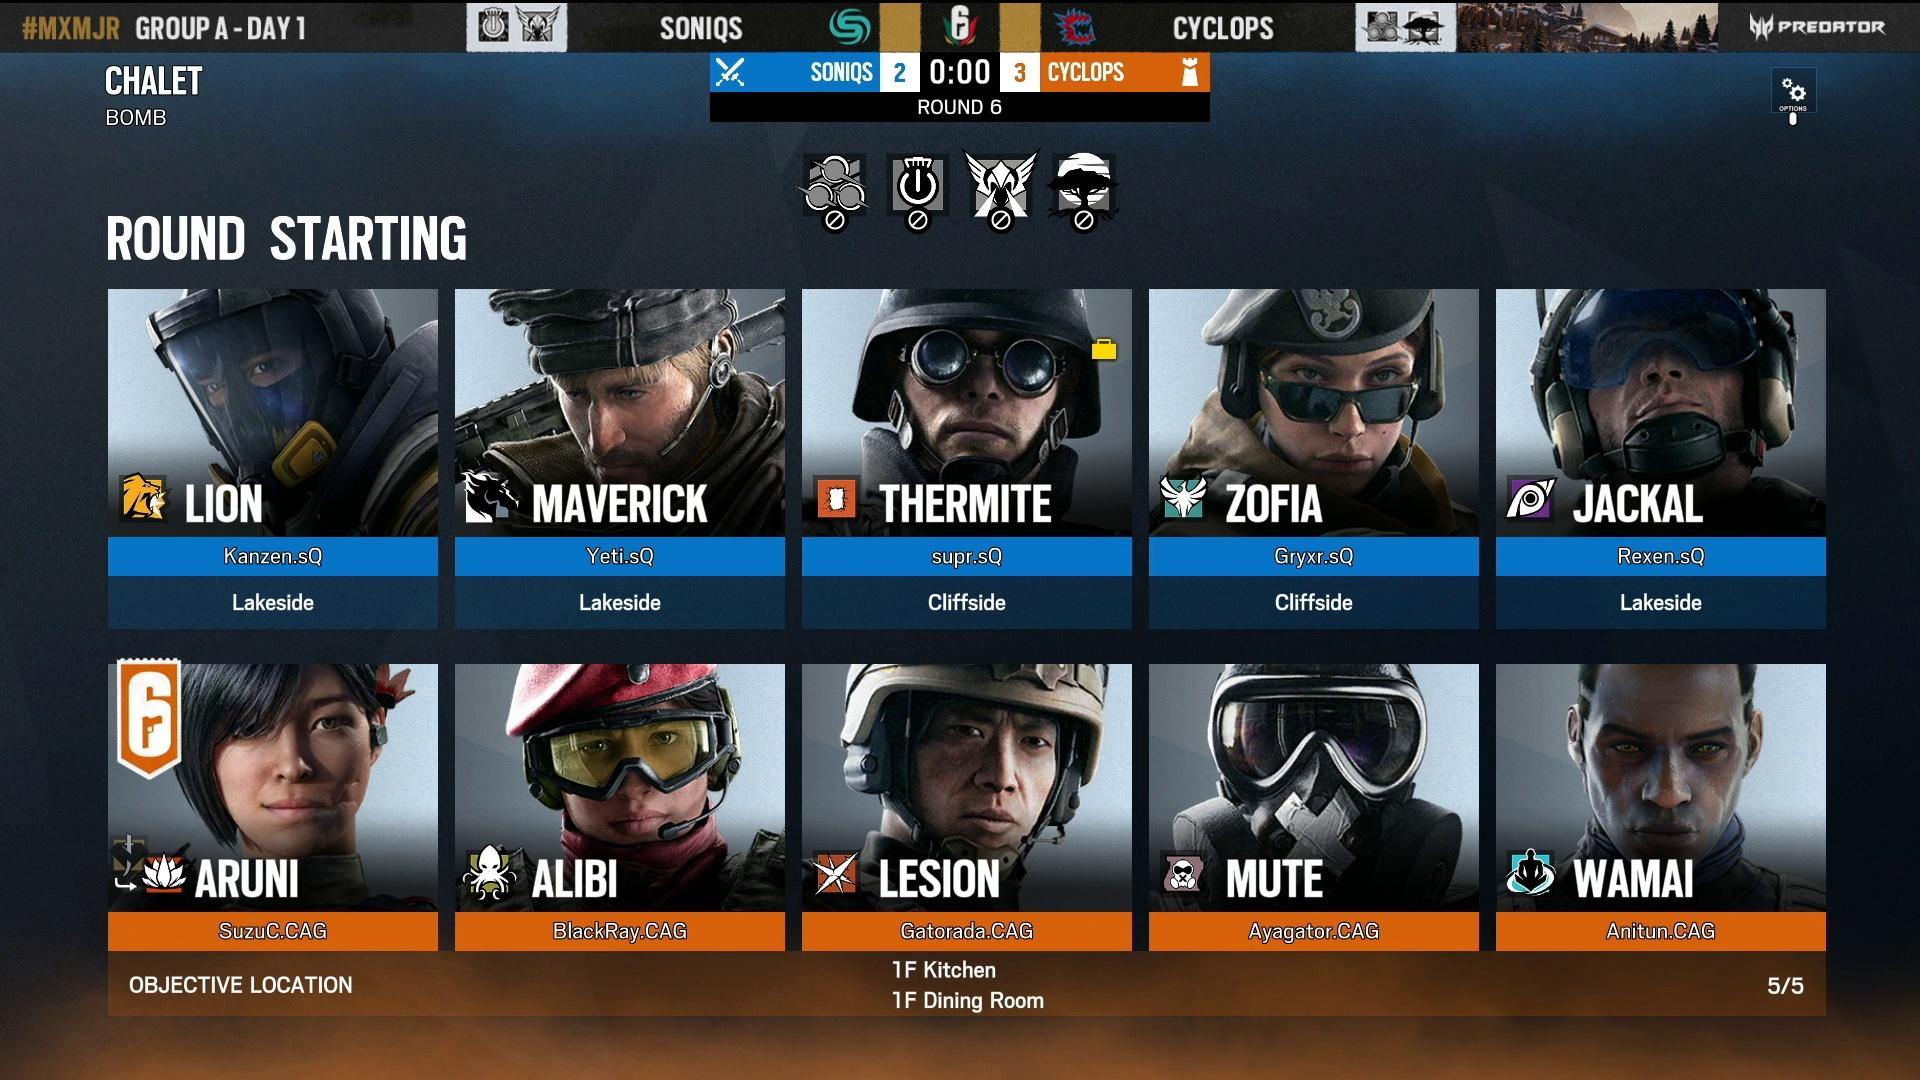 #MXMJR GROUP A - DAY 1
SONIQS
CYCLOPS
PREDATOR
CHALET
BOMB
SONIQS 2 0:00 3 CYCLOPS
ROUND 6
OPTIONS
ROUND STARTING
LION
MAVERICK
THERMITE
ZOFIA
JACKAL
Kanzen.sQ
Yeti.sQ
supr.sQ
Gryxr.sQ
Rexen.sQ
Lakeside
Lakeside
Cliffside
Cliffside
Lakeside
6
ARUNI
ALIBI
LESION
MUTE
WAMAI
SuzuC.CAG
BlackRay.CAG
Gatorada.CAG
Ayagator.CAG
Anitun.CAG
OBJECTIVE LOCATION
1F Kitchen
1F Dining Room
5/5